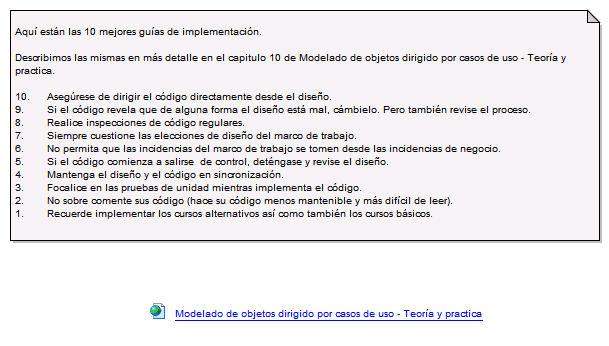 Aquí están las 10 mejores guías de implementación.
Describimos las mismas en más detalle en el capitulo 10 de Modelado de objetos dirigido por casos de uso - Teoría y
practica.
10. Asegúrese de dirigir el código directamente desde el diseño.
9. Si el código revela que de alguna forma el diseño está mal, cámbielo. Pero también revise el proceso.
8. Realice inspecciones de código regulares.
7. Siempre cuestione las elecciones de diseño del marco de trabajo.
6. No permita que las incidencias del marco de trabajo se tomen desde las incidencias de negocio.
5. Si el código comienza a salirse de control, deténgase y revise el diseño.
4. Mantenga el diseño y el código en sincronización.
3. Focalice en las pruebas de unidad mientras implementa el código.
2. No sobre comente sus código (hace su código menos mantenible y más difícil de leer).
1. Recuerde implementar los cursos alternativos así como también los cursos básicos.
Modelado de objetos dirigido por casos de uso - Teoría y practica